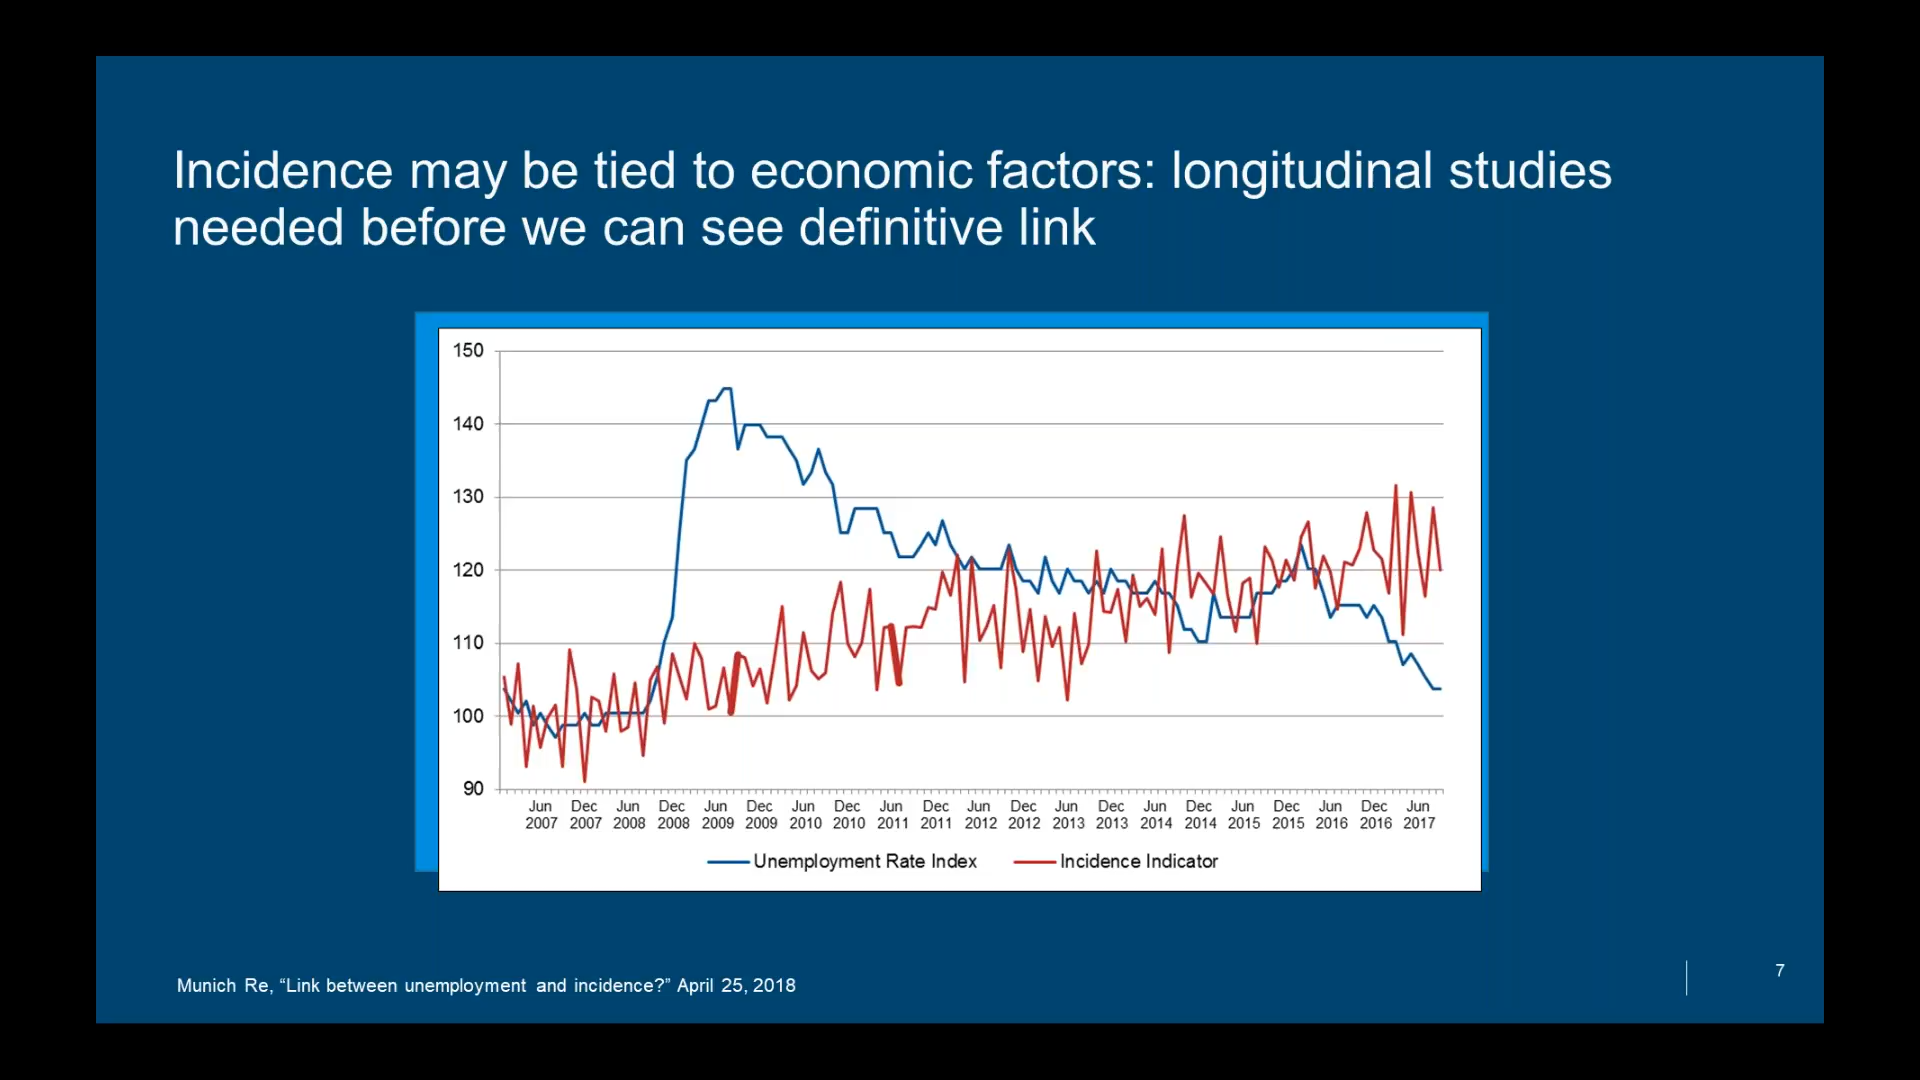 Incidence may be tied to economic factors: longitudinal studies
needed before we can see definitive link
150
140
130
120
110
100
90
Jun Dec Jun Dec Jun Dec Jun Dec Jun Dec Jun Dec Jun Dec Jun Dec Jun Dec Jun Dec Jun
2007 2007 2008 2008 2009 2009 2010 2010 2011 2011 2012 2012 2013 2013 2014 2014 2015 2015 2016 2016 2017
Unemployment Rate Index Incidence Indicator
Munich Re, “Link between unemployment and incidence?” April 25, 2018
7